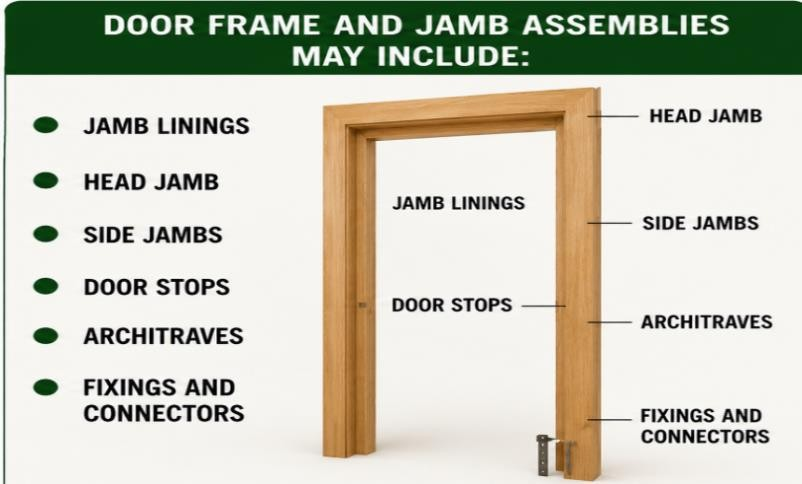 DOOR FRAME AND JAMB ASSEMBLIES
MAY INCLUDE:
JAMB LININGS
HEAD JAMB
SIDE JAMBS
DOOR STOPS
ARCHITRAVES
FIXINGS AND
CONNECTORS
HEAD JAMB
JAMB LININGS
SIDE JAMBS
DOOR STOPS
ARCHITRAVES
FIXINGS AND
CONNECTORS